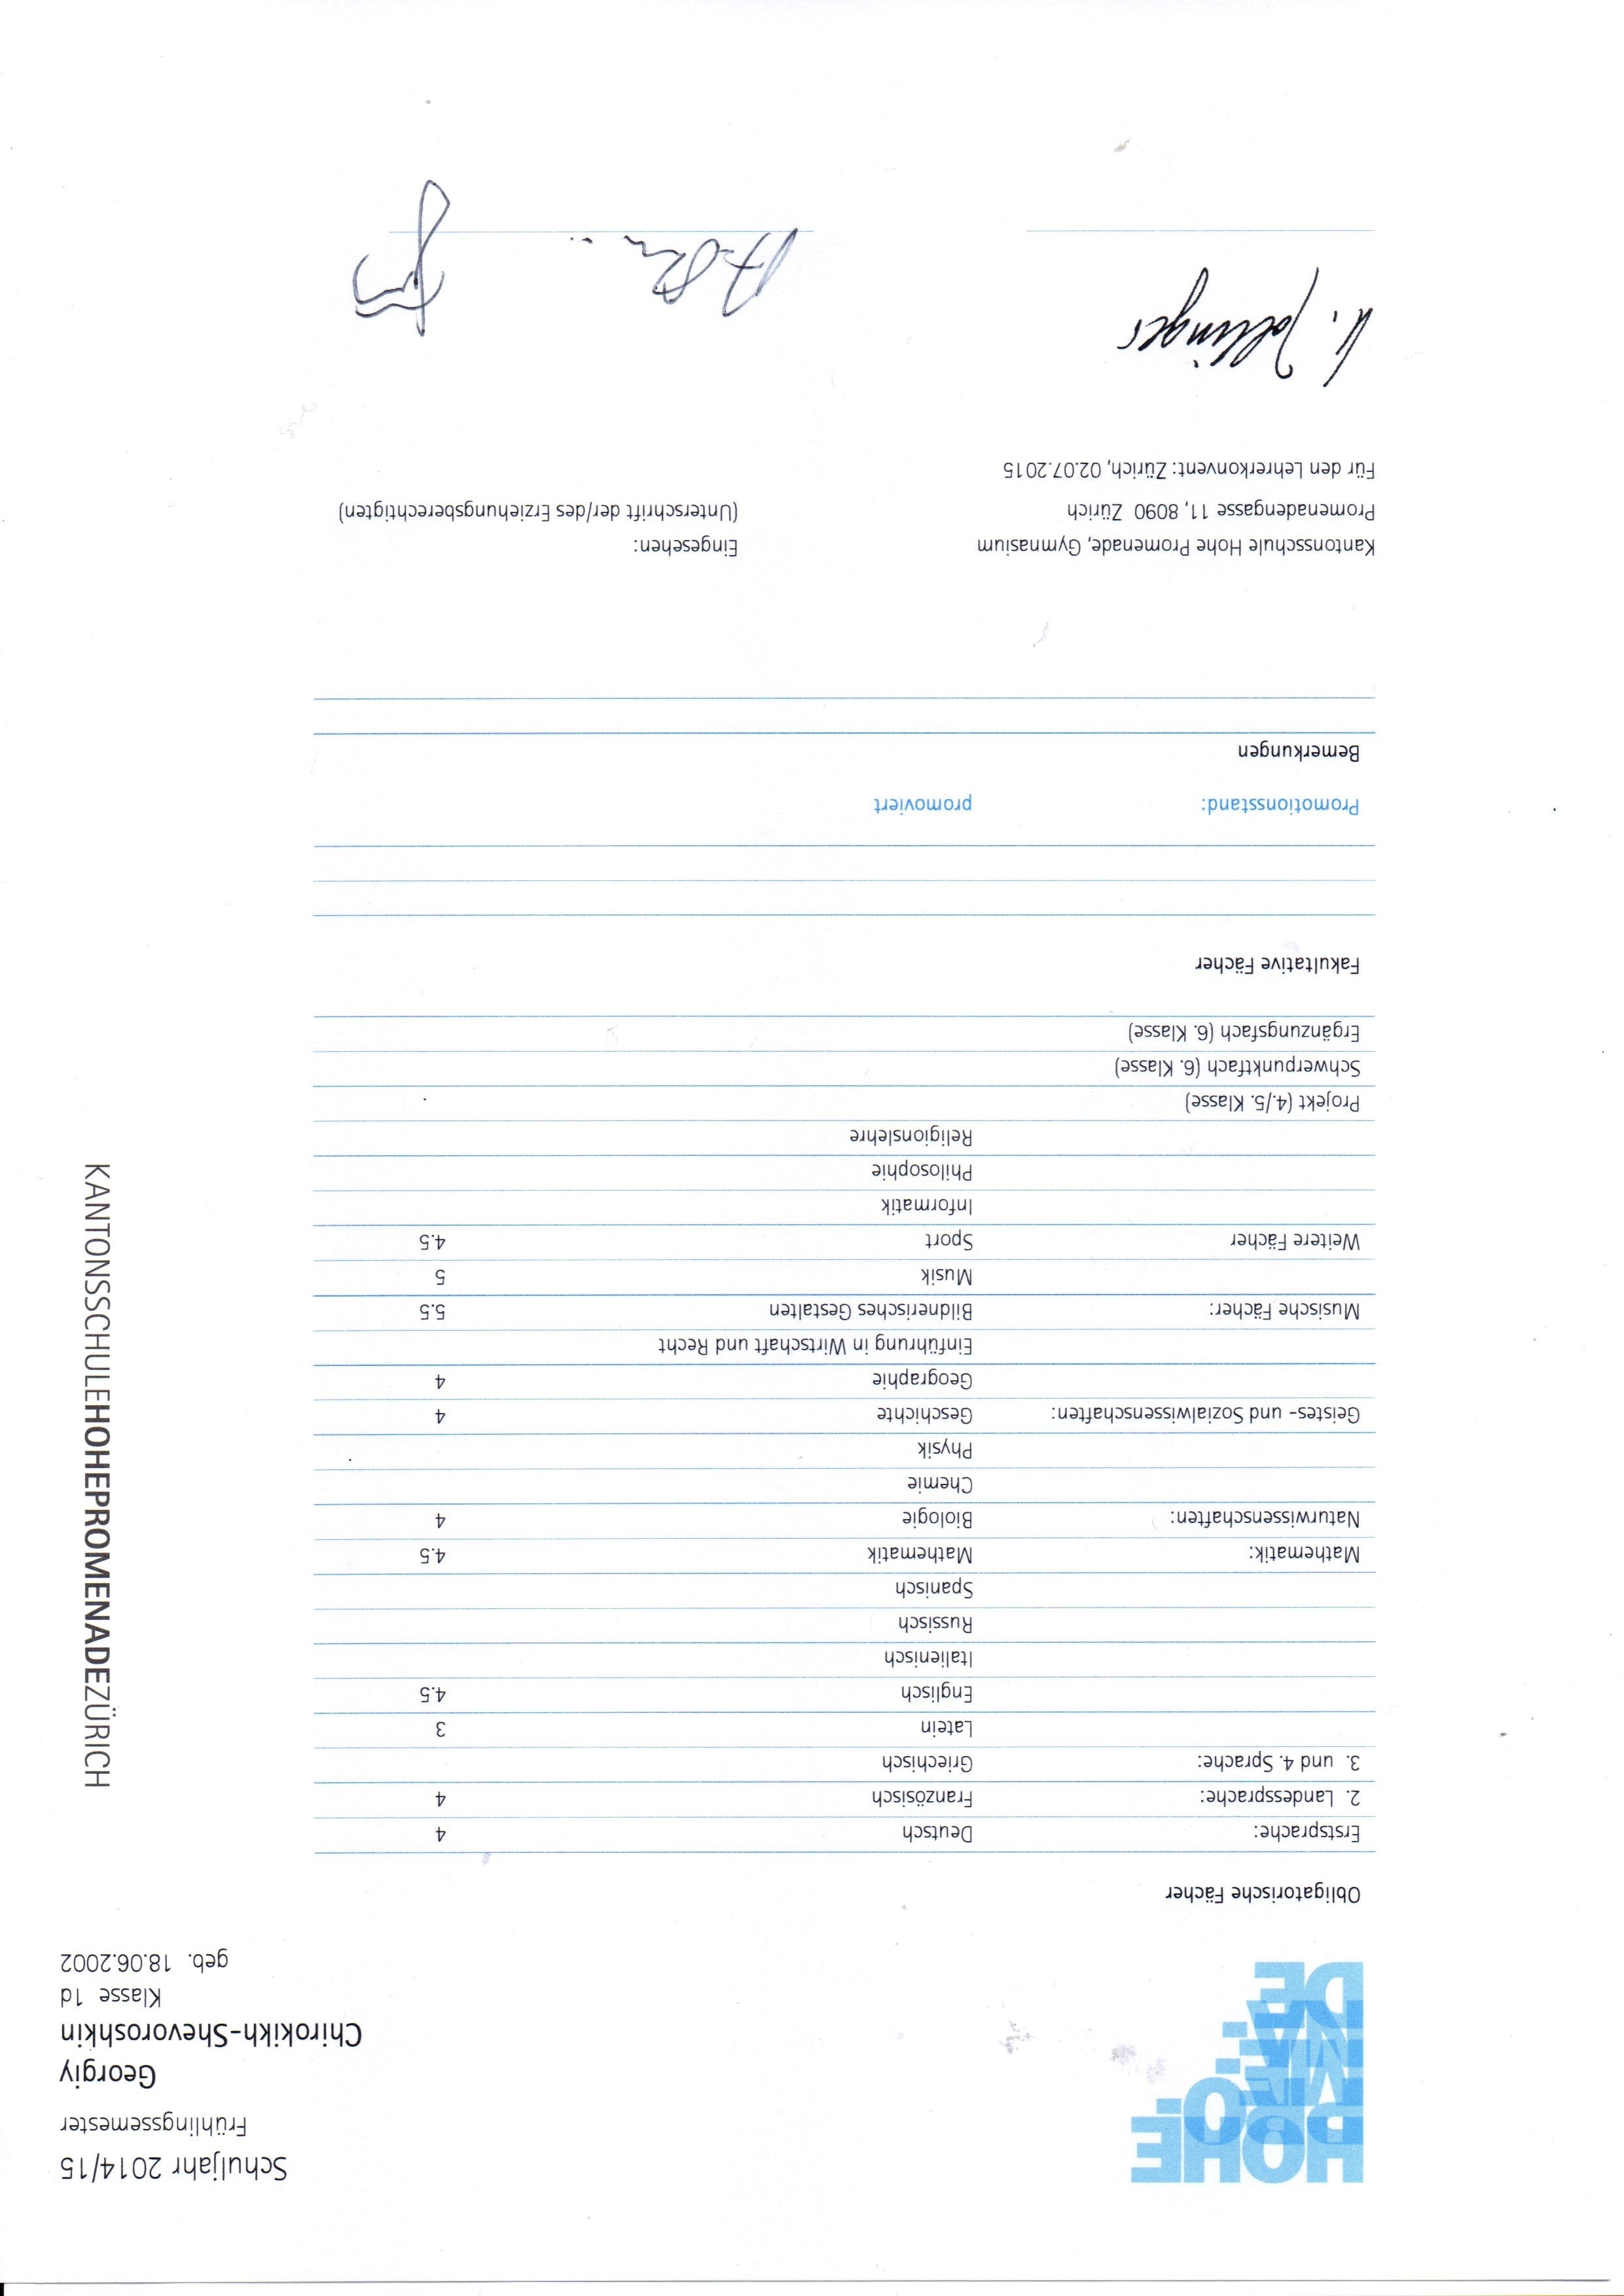 HOHE
PRO-
ME-
NA-
DE
Schuljahr 2014/15
Frühlingssemester
Georgiy
Chirokikh-Shevoroshkin
Klasse 1d
geb. 18.06.2002
Obligatorische Fächer
Erstsprache: Deutsch 4
2. Landessprache: Französisch 4
3. und 4. Sprache: Griechisch
Latein 3
Englisch 4.5
Italienisch
Russisch
Spanisch
Mathematik: Mathematik 4.5
Naturwissenschaften: Biologie 4
Chemie
Physik
Geistes- und Sozialwissenschaften: Geschichte 4
Geographie 4
Einführung in Wirtschaft und Recht
Musische Fächer: Bildnerisches Gestalten 5.5
Musik 5
Weitere Fächer Sport 4.5
Informatik
Philosophie
Religionslehre
Projekt (4./5. Klasse)
Schwerpunktfach (6. Klasse)
Ergänzungsfach (6. Klasse)
Fakultative Fächer
Promotionsstand: promoviert
Bemerkungen
KANTONSSCHULEHOHEPROMENADEZÜRICH
Kantonsschule Hohe Promenade, Gymnasium
Promenadengasse 11, 8090 Zürich
Für den Lehrerkonvent: Zürich, 02.07.2015
Eingesehen:
(Unterschrift der/des Erziehungsberechtigten)
Zollinger